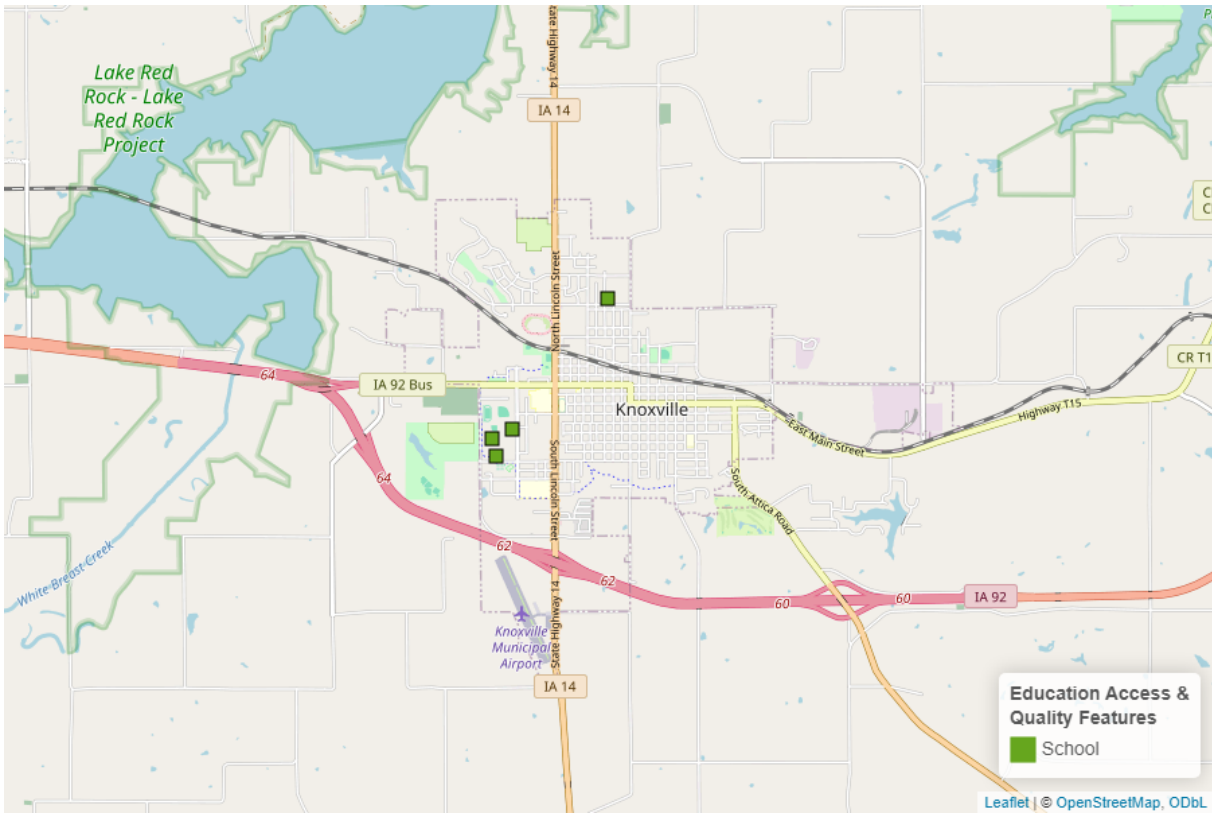 Lake Red
Rock - Lake
Red Rock
Project
State Highway 14
IA 14
North Lincoln Street
64
IA 92 Bus
Knoxville
CR T1
Highway T15
East Main Street
64
South Lincoln Street
South Attica Road
62
62
60
60
IA 92
White Breast Creek
Knoxville
Municipal
Airport
State Highway 14
IA 14
Education Access &
Quality Features
School
Leaflet | © OpenStreetMap, ODbL